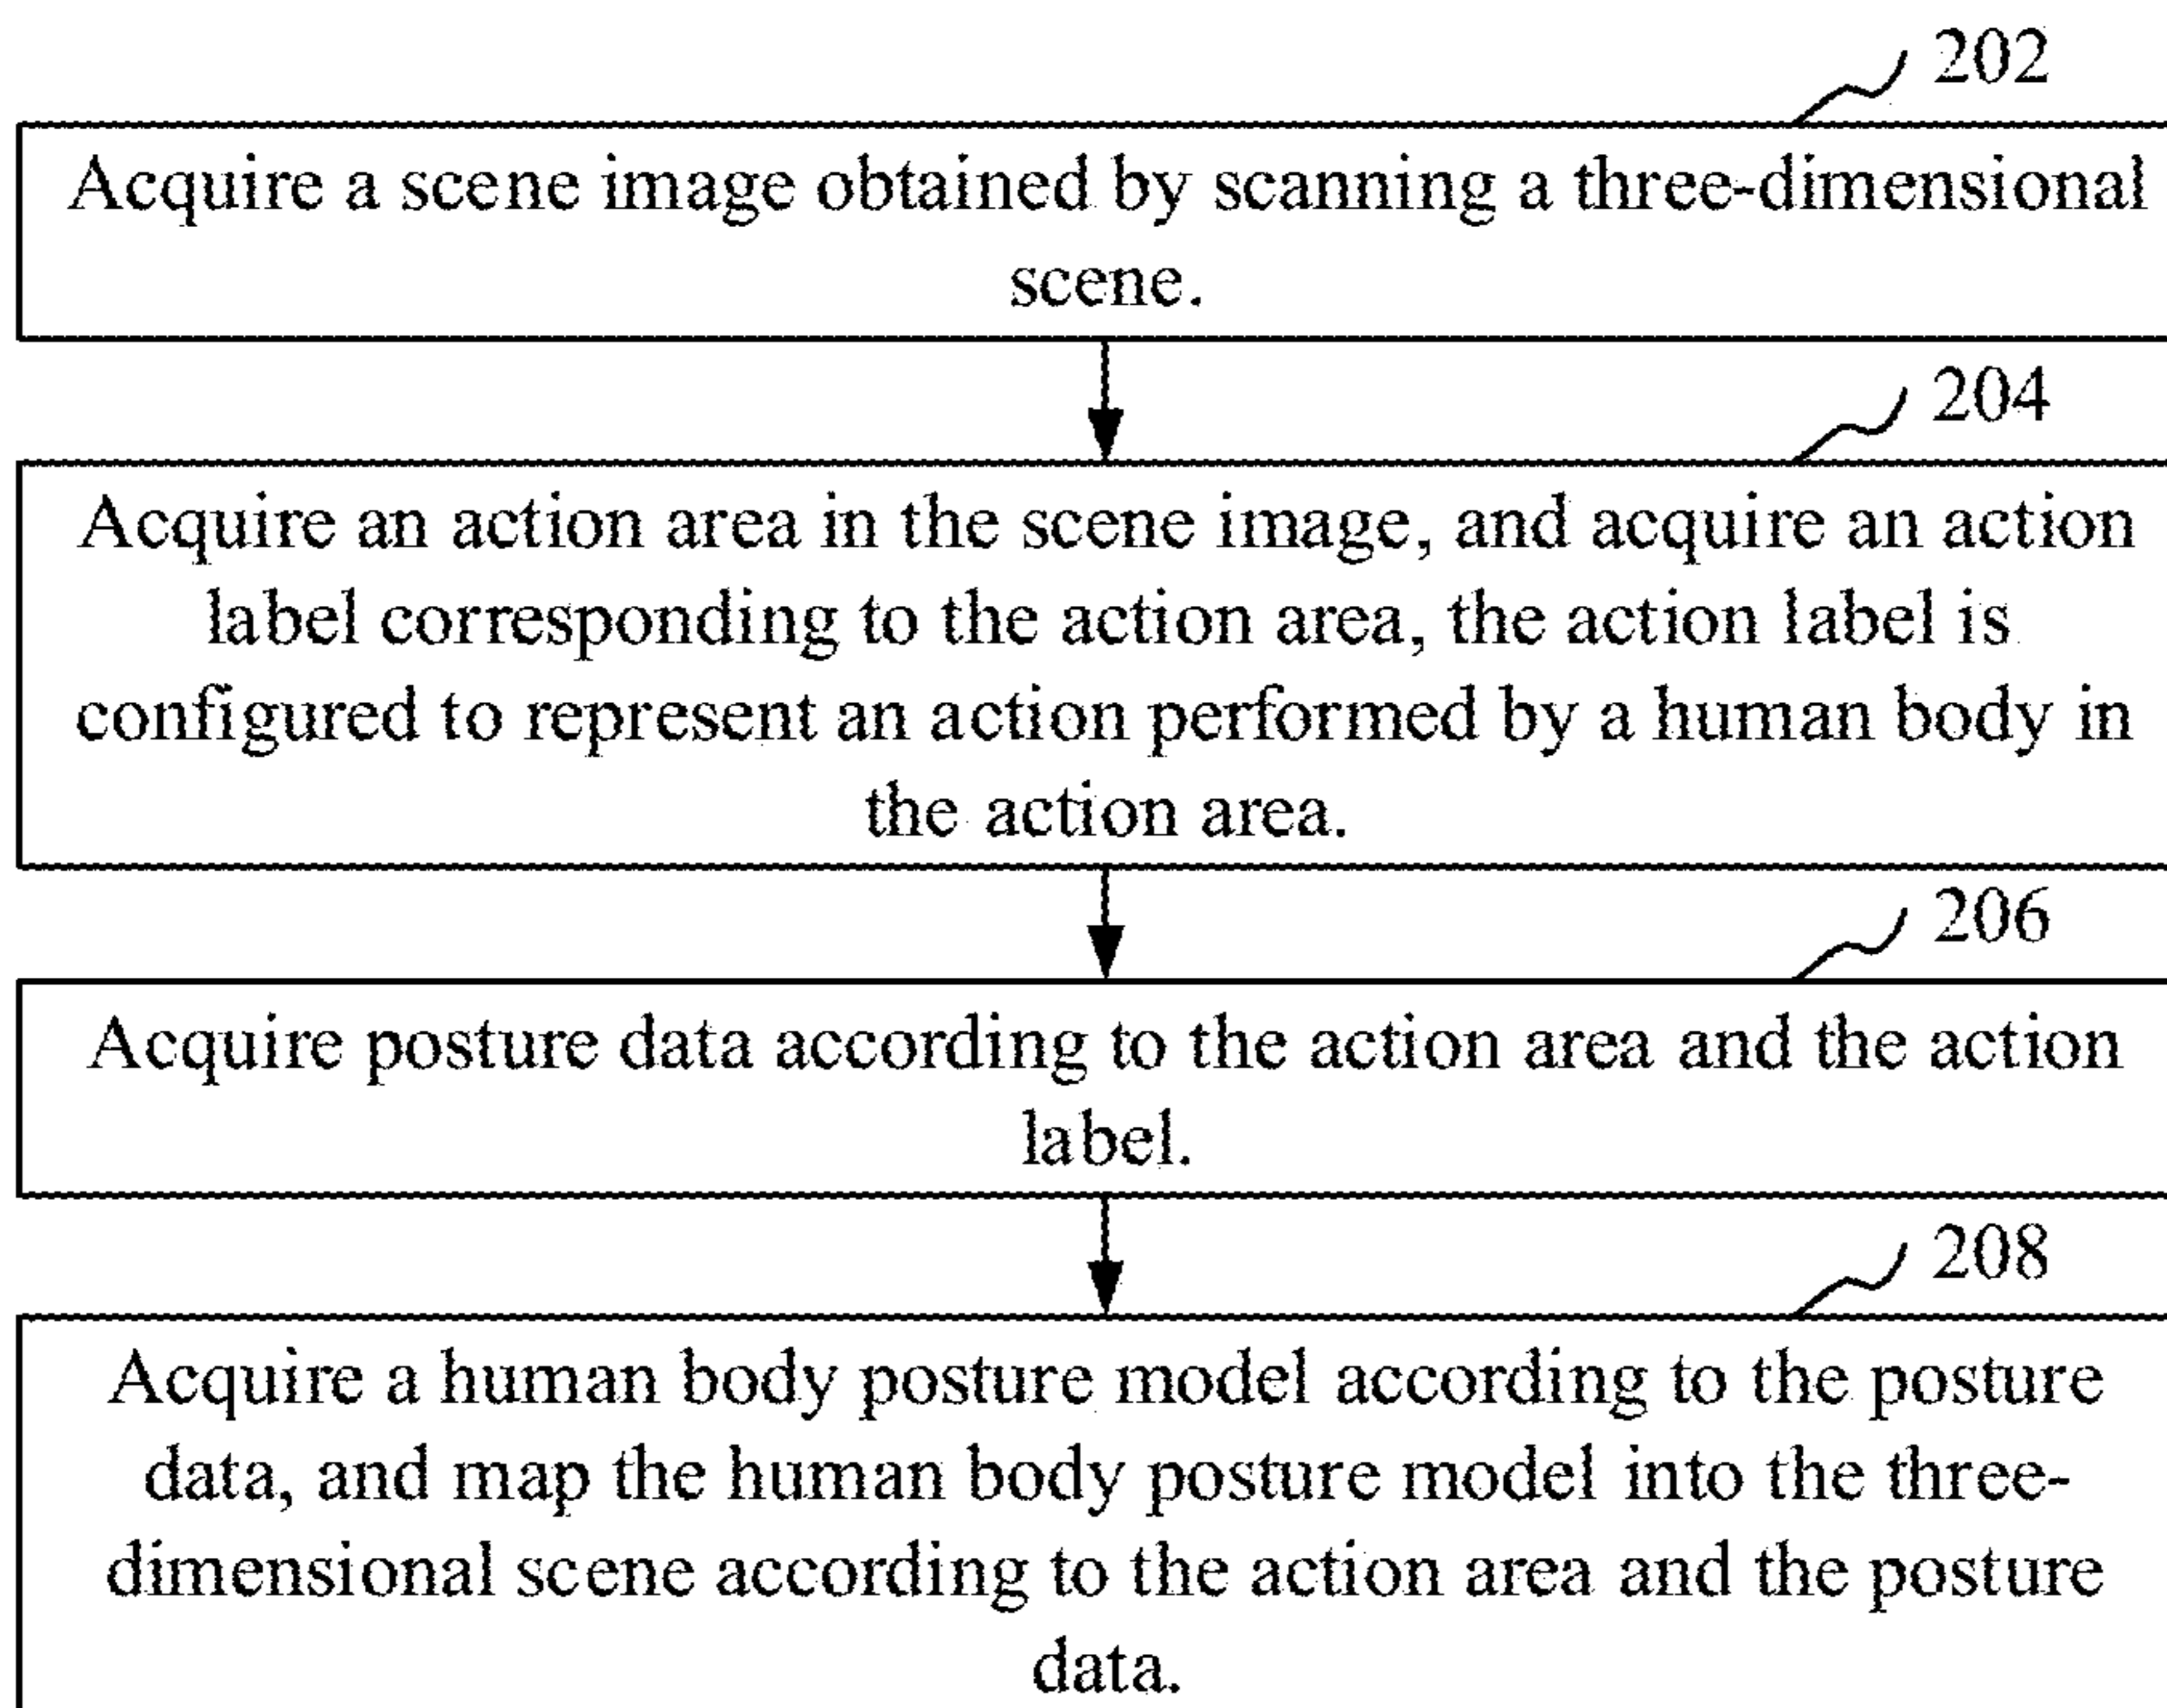 202
Acquire a scene image obtained by scanning a three-dimensional
scene.
204
Acquire an action area in the scene image, and acquire an action
label corresponding to the action area, the action label is
configured to represent an action performed by a human body in
the action area.
206
Acquire posture data according to the action area and the action
label.
208
Acquire a human body posture model according to the posture
data, and map the human body posture model into the three-
dimensional scene according to the action area and the posture
data.